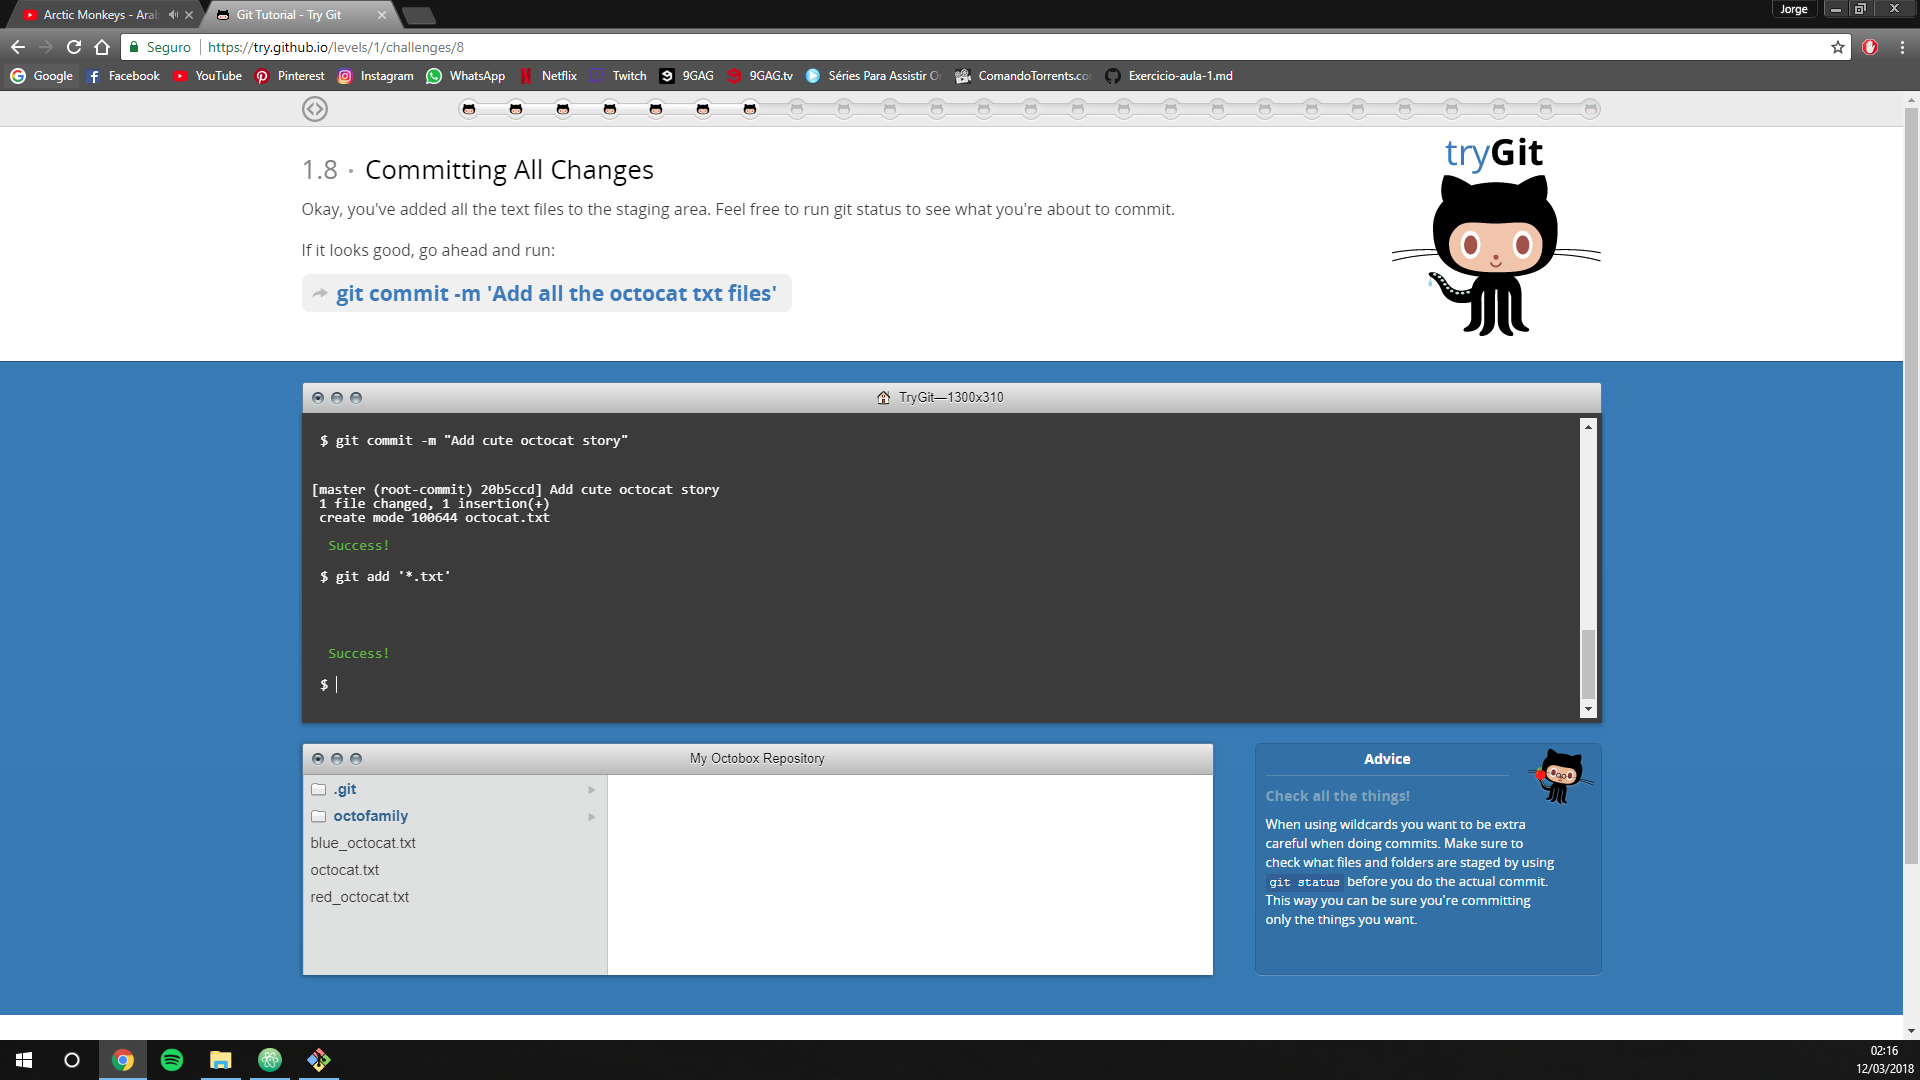 Arctic Monkeys - Ara
Git Tutorial - Try Git
Jorge
Seguro
https://try.github.io/levels/1/challenges/8
Google
Facebook
YouTube
Pinterest
Instagram
WhatsApp
Netflix
Twitch
9GAG
9GAG.tv
Séries Para Assistir O
ComandoTorrents.co
Exercicio-aula-1.md
1.8 · Committing All Changes
tryGit
Okay, you've added all the text files to the staging area. Feel free to run git status to see what you're about to commit.
If it looks good, go ahead and run:
git commit -m 'Add all the octocat txt files'
TryGit—1300x310
$ git commit -m "Add cute octocat story"
[master (root-commit) 20b5ccd] Add cute octocat story
1 file changed, 1 insertion(+)
create mode 100644 octocat.txt
Success!
$ git add '*.txt'
Success!
$
My Octobox Repository
.git
octofamily
blue_octocat.txt
octocat.txt
red_octocat.txt
Advice
Check all the things!
When using wildcards you want to be extra
careful when doing commits. Make sure to
check what files and folders are staged by using
git status before you do the actual commit.
This way you can be sure you're committing
only the things you want.
02:16
12/03/2018